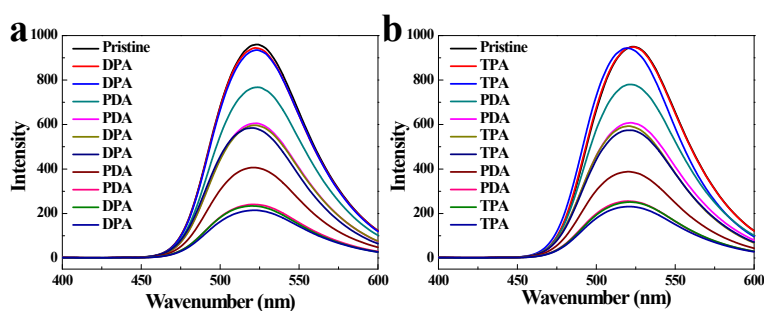 a
1000
800
600
400
200
0
Intensity
Pristine
DPA
DPA
PDA
PDA
DPA
DPA
PDA
PDA
DPA
DPA
400
450
500
550
600
Wavenumber (nm)
b
1000
800
600
400
200
0
Intensity
Pristine
TPA
TPA
PDA
PDA
TPA
TPA
PDA
PDA
TPA
TPA
400
450
500
550
600
Wavenumber (nm)